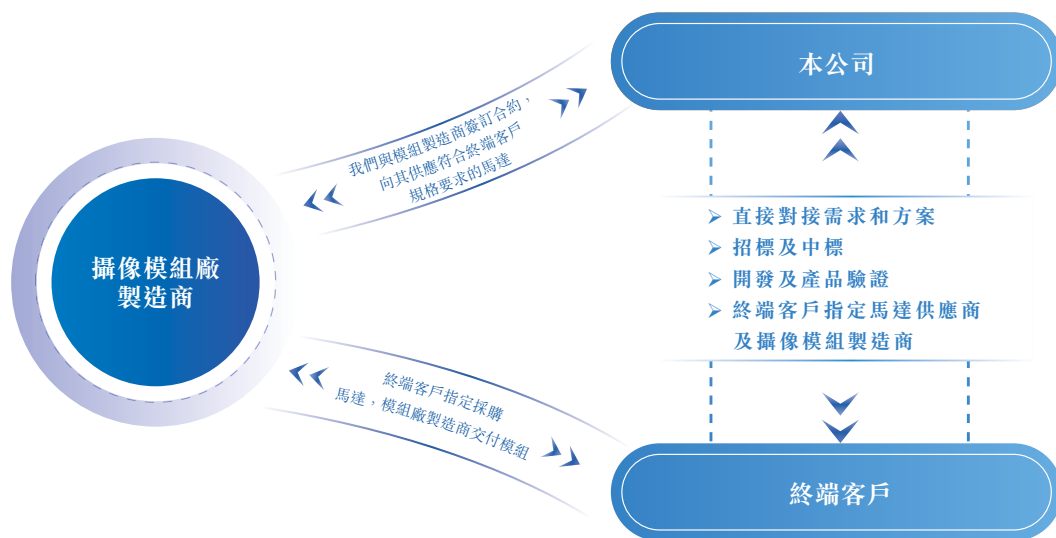 本公司
我們與模組製造商簽訂合約，
向其供應符合終端客戶
規格要求的馬達
攝像模組廠
製造商
➢ 直接對接需求和方案
➢ 招標及中標
➢ 開發及產品驗證
➢ 終端客戶指定馬達供應商
及攝像模組製造商
終端客戶指定採購
馬達，模組廠製造商交付模組
終端客戶